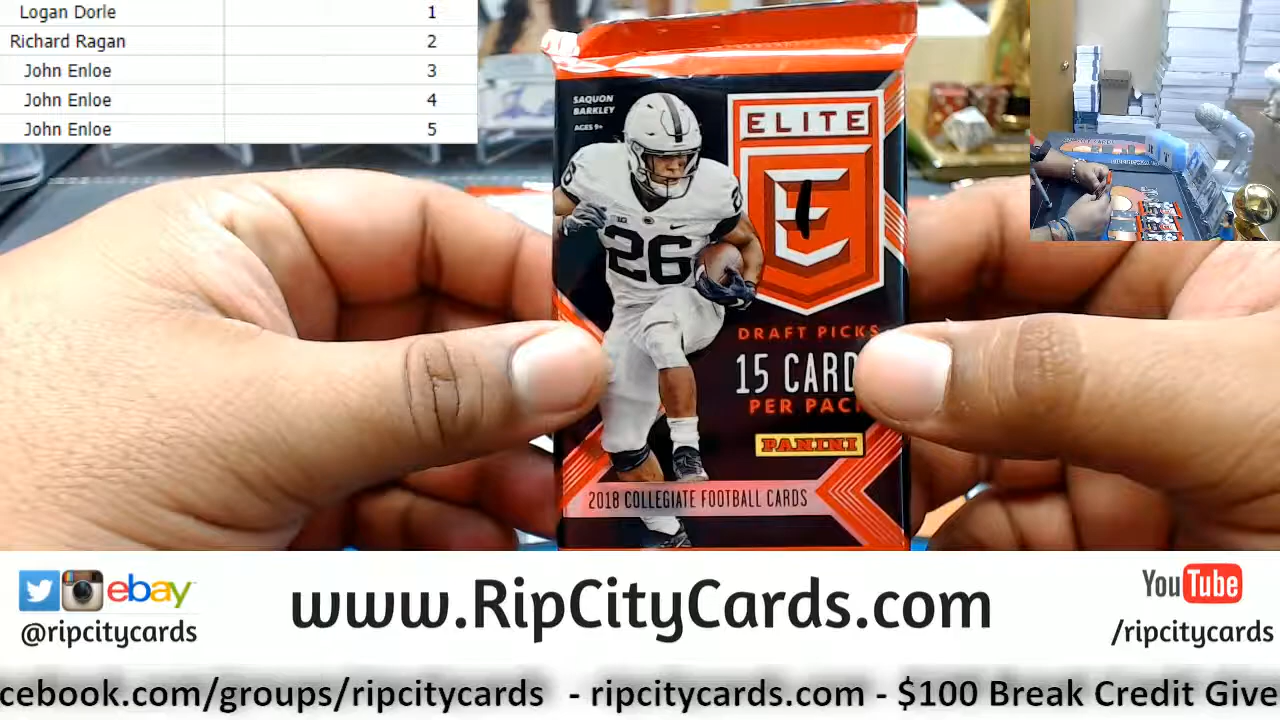 Logan Dorle 1
Richard Ragan 2
John Enloe 3
John Enloe 4
John Enloe 5
SAQUON
BARKLEY
AGES 9+
ELITE
E
1
26
DRAFT PICKS
15 CARD
PER PACK
PANINI
2018 COLLEGIATE FOOTBALL CARDS
ebay
@ripcitycards
www.RipCityCards.com
YouTube
/ripcitycards
cebook.com/groups/ripcitycards - ripcitycards.com - $100 Break Credit Give